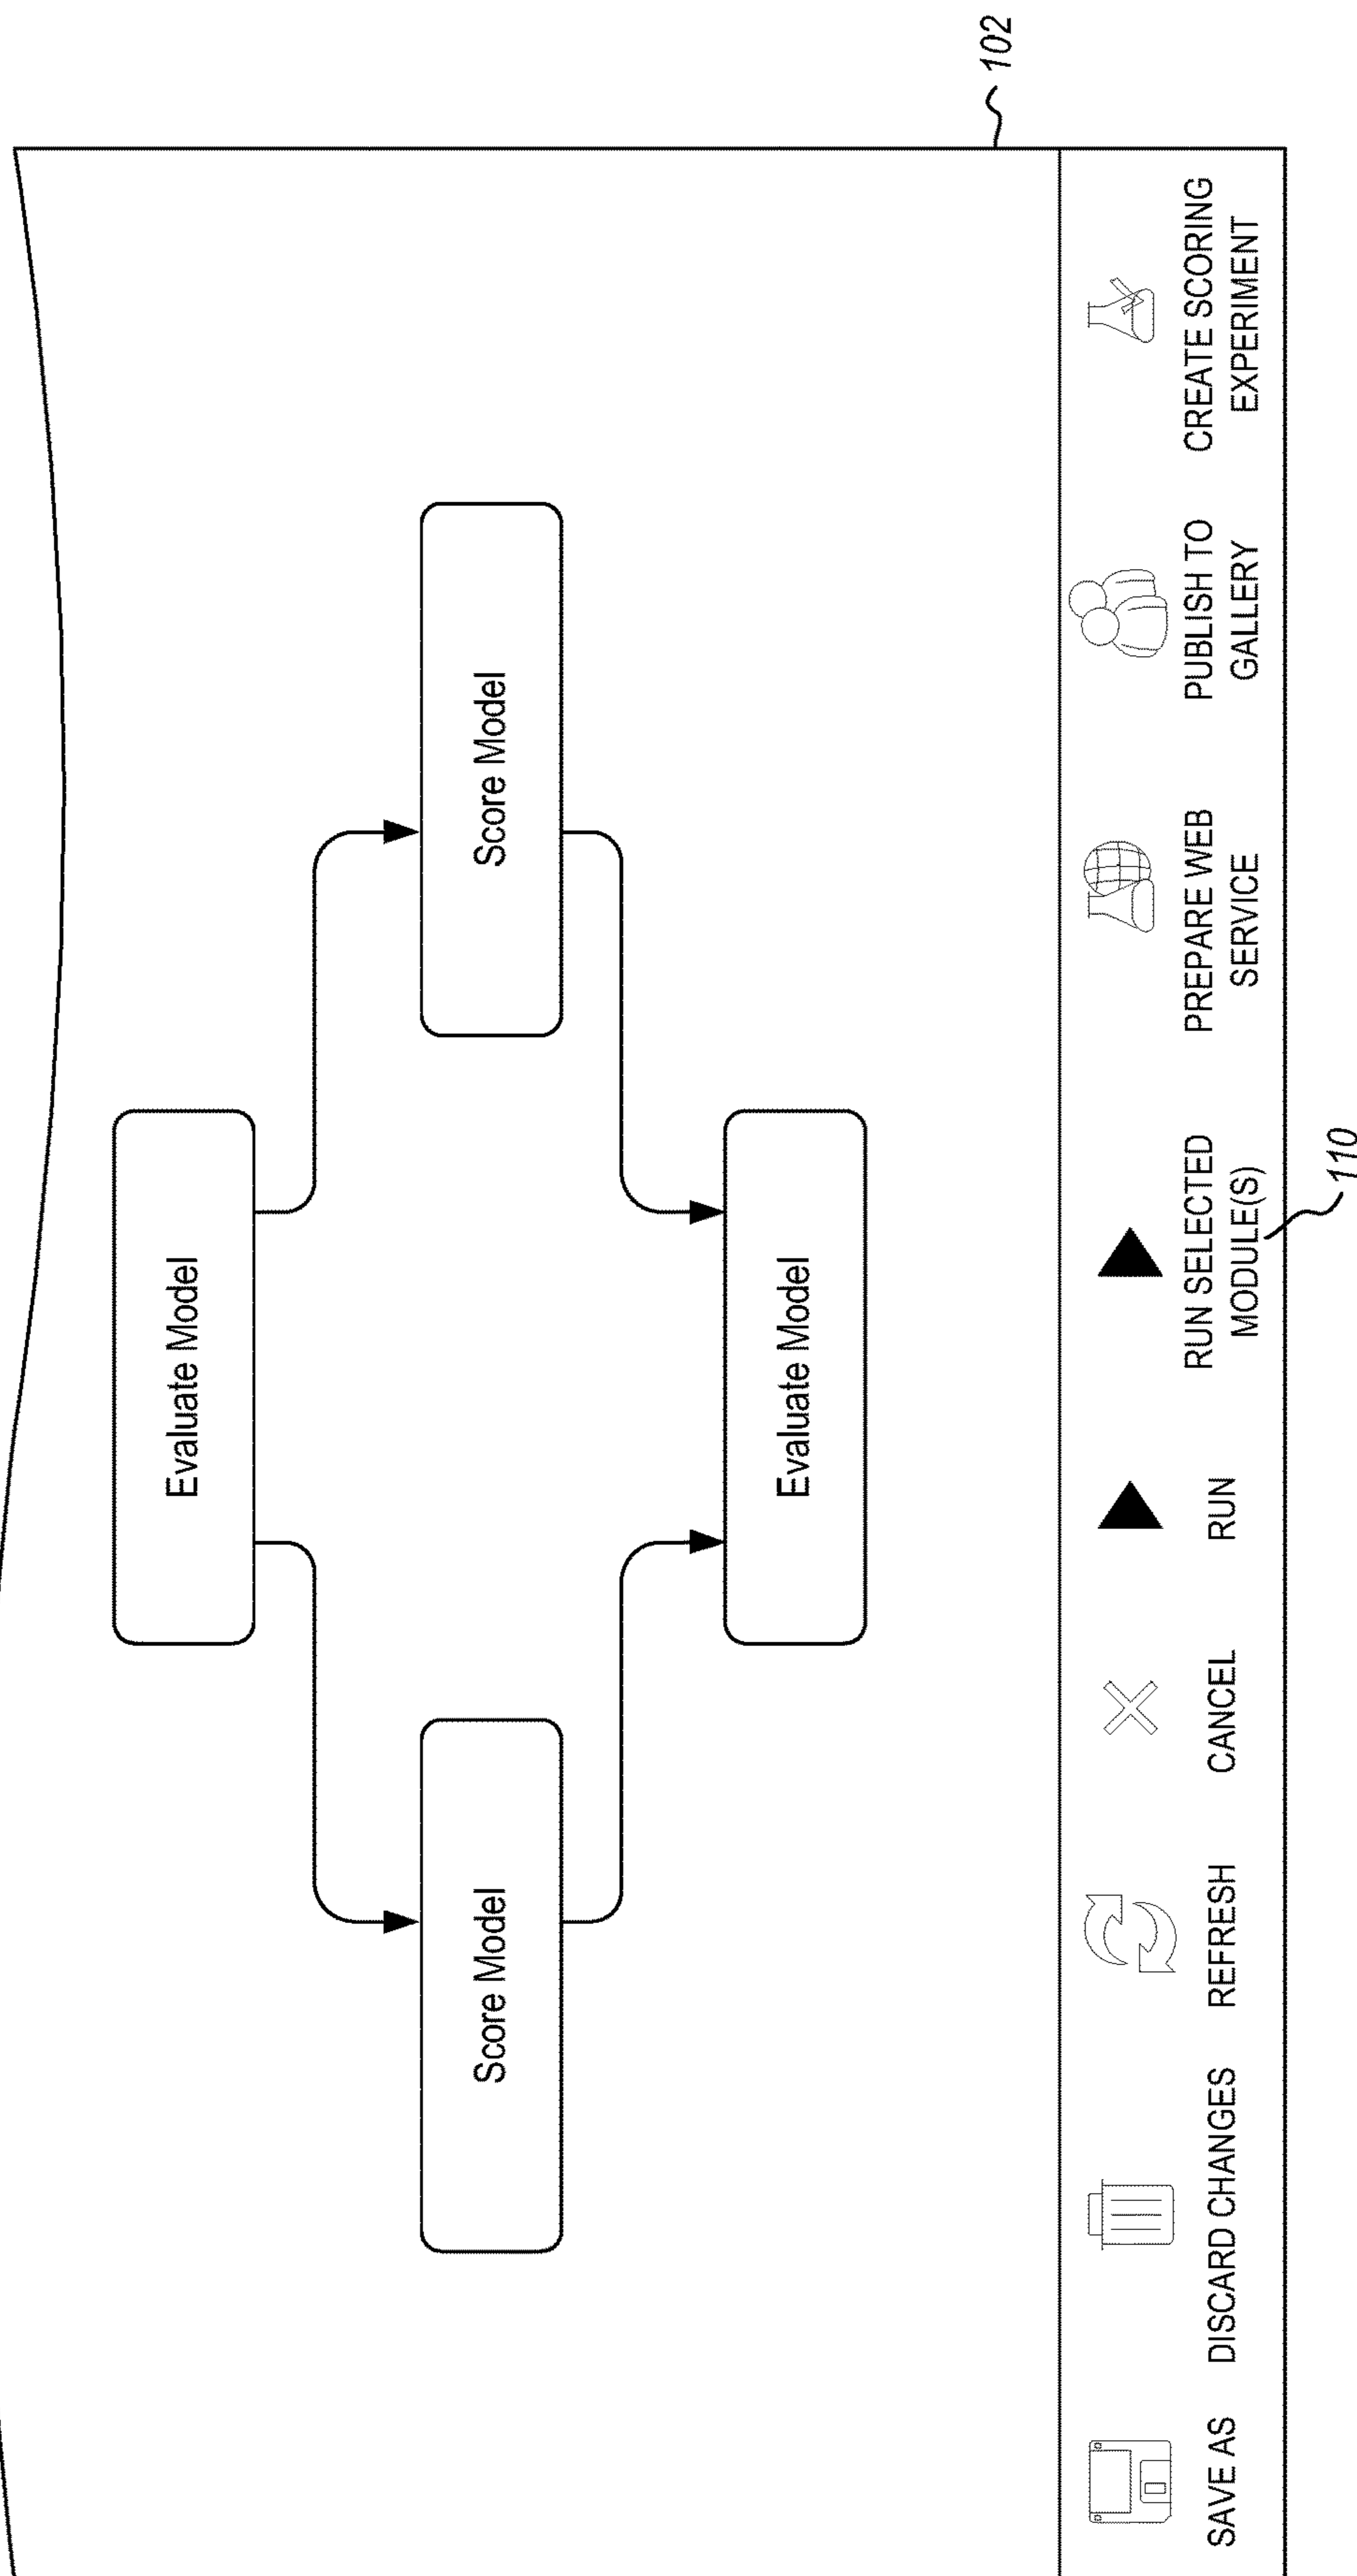 102
Evaluate Model
Score Model
Score Model
Evaluate Model
SAVE AS
DISCARD CHANGES
REFRESH
CANCEL
RUN
RUN SELECTED
MODULE(S)
PREPARE WEB
SERVICE
PUBLISH TO
GALLERY
CREATE SCORING
EXPERIMENT
110